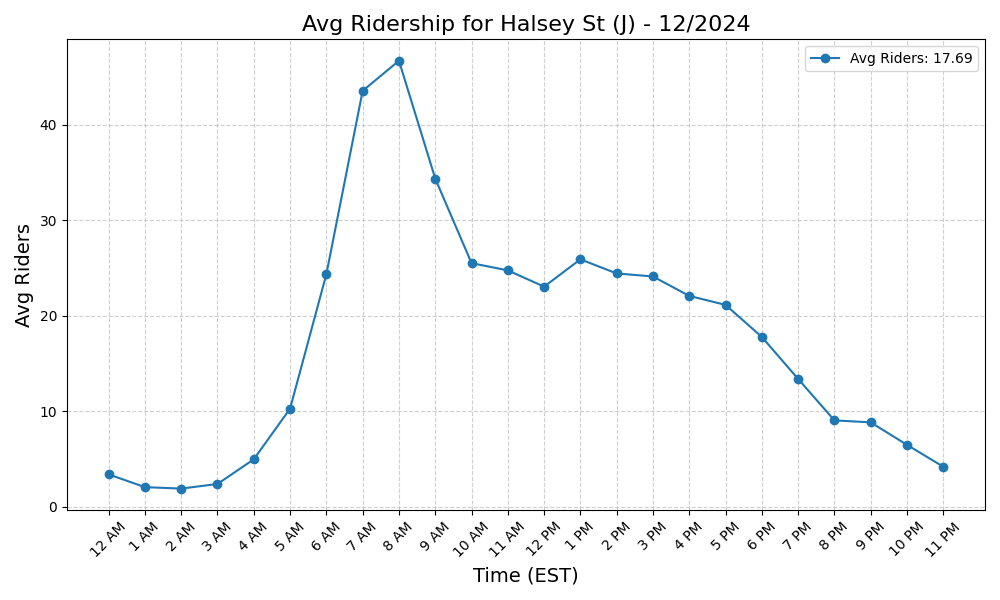 Avg Ridership for Halsey St (J) - 12/2024
Avg Riders: 17.69
Avg Riders
40
30
20
10
0
12 AM
1 AM
2 AM
3 AM
4 AM
5 AM
6 AM
7 AM
8 AM
9 AM
10 AM
11 AM
12 PM
1 PM
2 PM
3 PM
4 PM
5 PM
6 PM
7 PM
8 PM
9 PM
10 PM
11 PM
Time (EST)